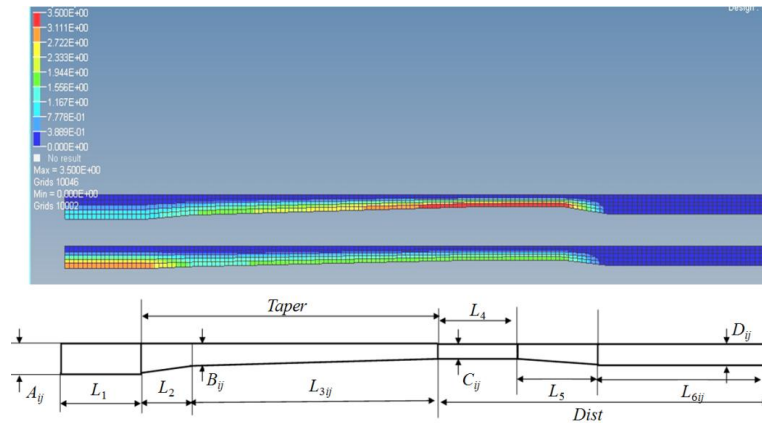 Design ...
3.500E+00
3.111E+00
2.722E+00
2.333E+00
1.944E+00
1.556E+00
1.167E+00
7.778E-01
3.889E-01
0.000E+00
No result
Max = 3.500E+00
Grids 10046
Min = 0.000E+00
Grids 10002
Taper
L4
Dij
Aij
L1
L2
Bij
L3ij
Cij
L5
L6ij
Dist